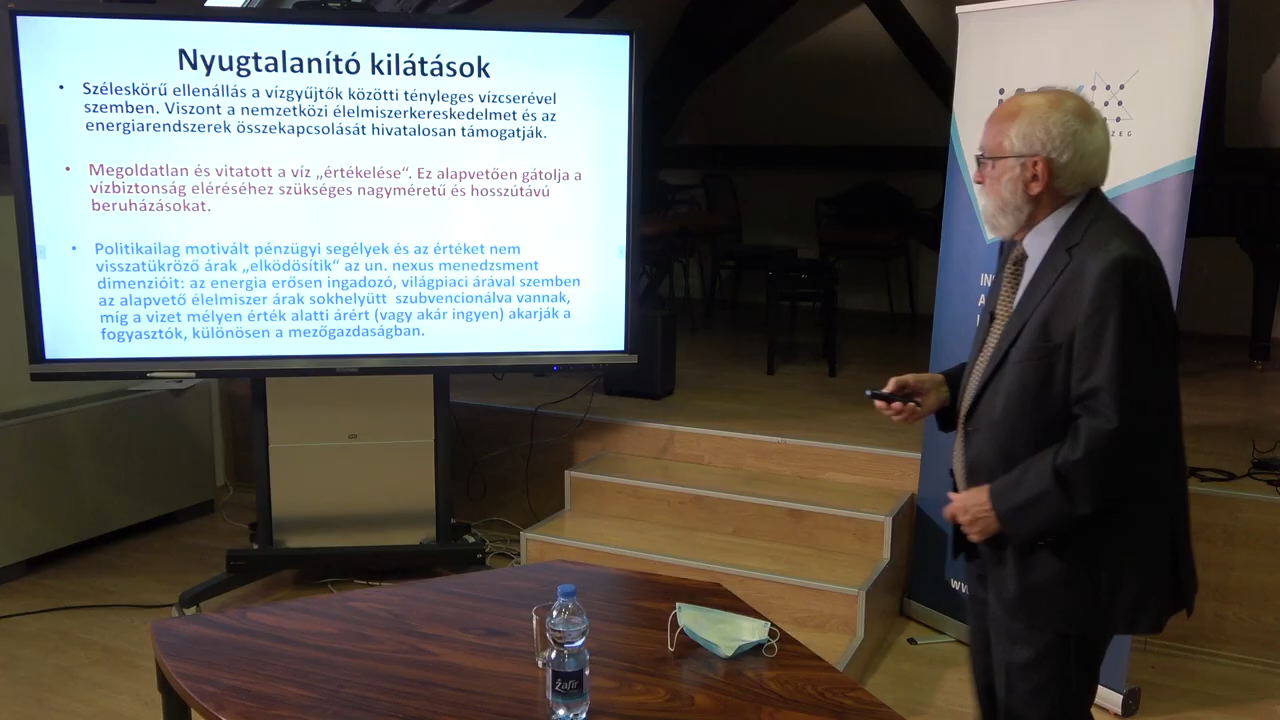 Nyugtalanító kilátások
• Széleskörű ellenállás a vízgyűjtők közötti tényleges vízcserével
szemben. Viszont a nemzetközi élelmiszerkereskedelmet és az
energiarendszerek összekapcsolását hivatalosan támogatják.
• Megoldatlan és vitatott a víz „értékelése“. Ez alapvetően gátolja a
vízbiztonság eléréséhez szükséges nagyméretű és hosszútávú
beruházásokat.
• Politikailag motivált pénzügyi segélyek és az értéket nem
visszatükröző árak „elködösítik“ az un. nexus menedzsment
dimenzióit: az energia erősen ingadozó, világpiaci árával szemben
az alapvető élelmiszer árak sokhelyütt szubvencionálva vannak,
míg a vizet mélyen érték alatti árért (vagy akár ingyen) akarják a
fogyasztók, különösen a mezőgazdaságban.
Zafír